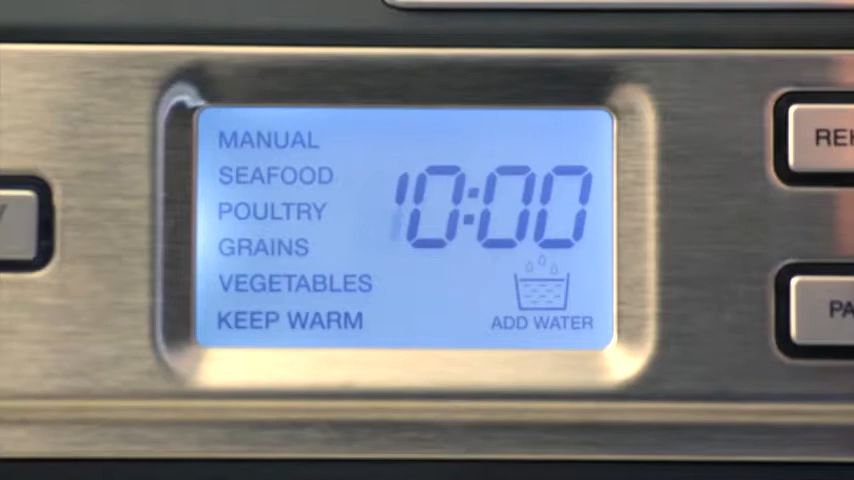 MANUAL
SEAFOOD
POULTRY
GRAINS
VEGETABLES
KEEP WARM
10:00
ADD WATER